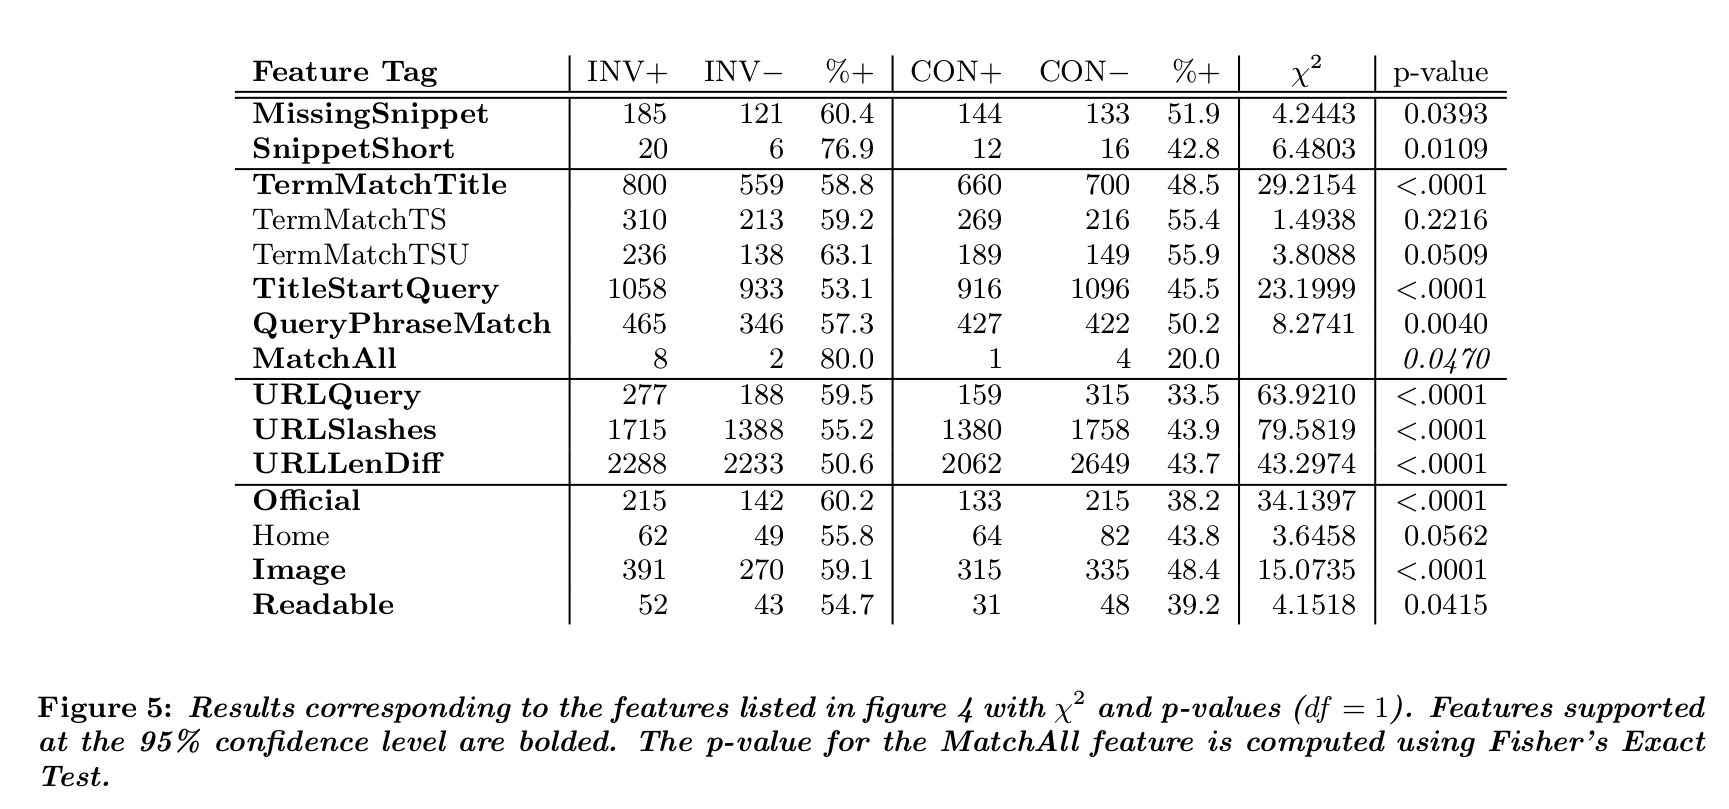 Feature Tag INV+ INV− %+ CON+ CON− %+ χ² p-value
MissingSnippet 185 121 60.4 144 133 51.9 4.2443 0.0393
SnippetShort 20 6 76.9 12 16 42.8 6.4803 0.0109
TermMatchTitle 800 559 58.8 660 700 48.5 29.2154 <.0001
TermMatchTS 310 213 59.2 269 216 55.4 1.4938 0.2216
TermMatchTSU 236 138 63.1 189 149 55.9 3.8088 0.0509
TitleStartQuery 1058 933 53.1 916 1096 45.5 23.1999 <.0001
QueryPhraseMatch 465 346 57.3 427 422 50.2 8.2741 0.0040
MatchAll 8 2 80.0 1 4 20.0 0.0470
URLQuery 277 188 59.5 159 315 33.5 63.9210 <.0001
URLSlashes 1715 1388 55.2 1380 1758 43.9 79.5819 <.0001
URLLenDiff 2288 2233 50.6 2062 2649 43.7 43.2974 <.0001
Official 215 142 60.2 133 215 38.2 34.1397 <.0001
Home 62 49 55.8 64 82 43.8 3.6458 0.0562
Image 391 270 59.1 315 335 48.4 15.0735 <.0001
Readable 52 43 54.7 31 48 39.2 4.1518 0.0415
Figure 5: Results corresponding to the features listed in figure 4 with χ² and p-values (df = 1). Features supported
at the 95% confidence level are bolded. The p-value for the MatchAll feature is computed using Fisher's Exact
Test.